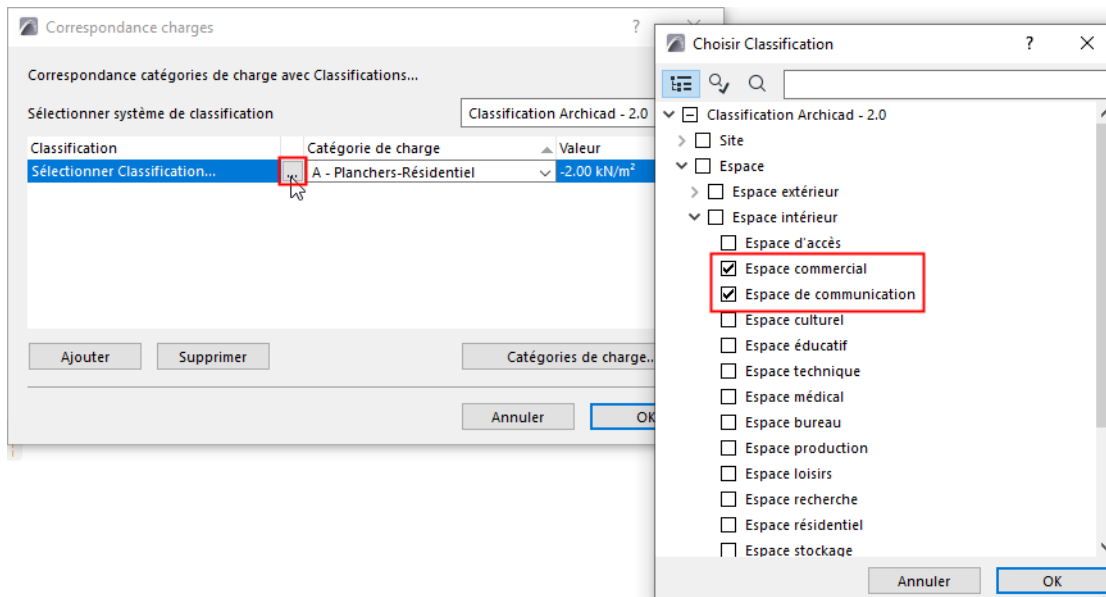 Correspondance charges
?
Correspondance catégories de charge avec Classifications...
Sélectionner système de classification
Classification Archicad - 2.0
Classification
Catégorie de charge
Valeur
Sélectionner Classification...
...
A - Planchers-Résidentiel
-2.00 kN/m²
Ajouter
Supprimer
Catégories de charge..
Annuler
OK
Choisir Classification
?
Classification Archicad - 2.0
Site
Espace
Espace extérieur
Espace intérieur
Espace d'accès
Espace commercial
Espace de communication
Espace culturel
Espace éducatif
Espace technique
Espace médical
Espace bureau
Espace production
Espace loisirs
Espace recherche
Espace résidentiel
Espace stockage
Annuler
OK